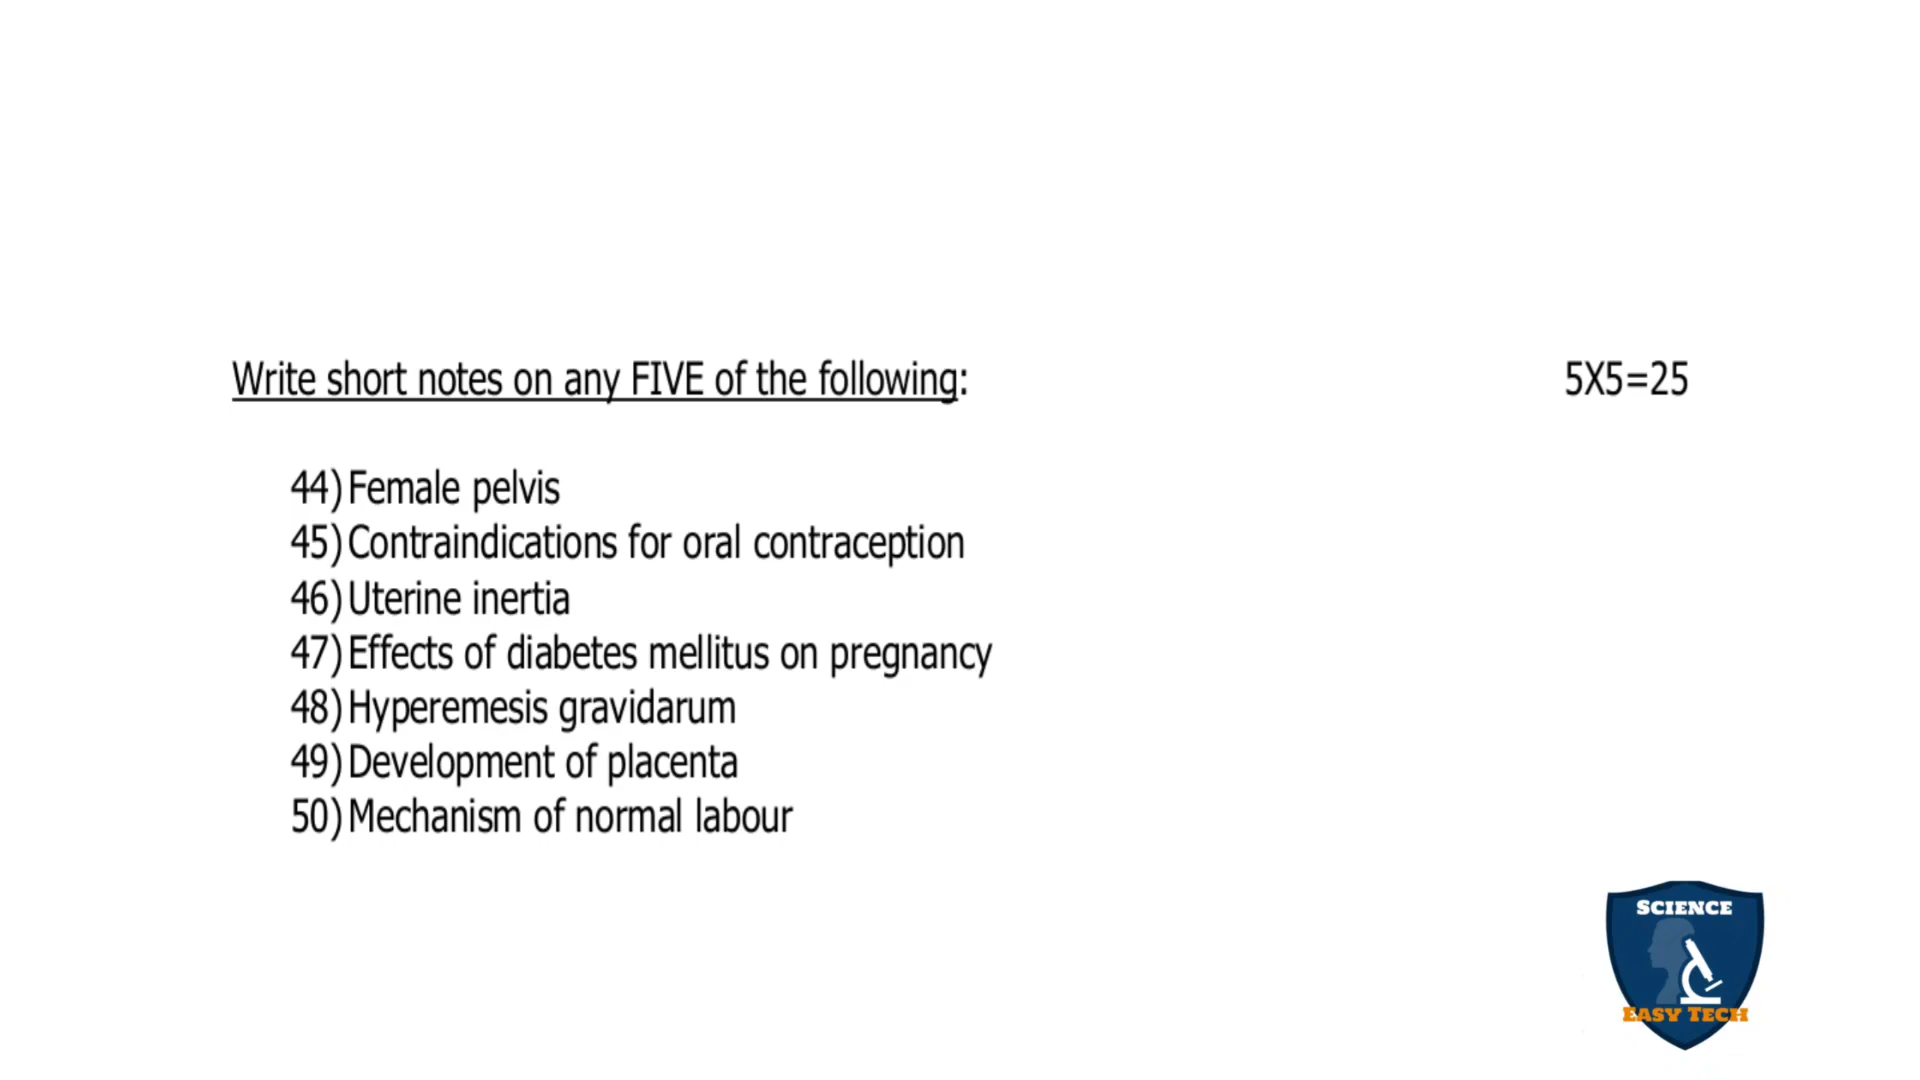 Write short notes on any FIVE of the following: 5X5=25
44) Female pelvis
45) Contraindications for oral contraception
46) Uterine inertia
47) Effects of diabetes mellitus on pregnancy
48) Hyperemesis gravidarum
49) Development of placenta
50) Mechanism of normal labour
SCIENCE
EASY TECH